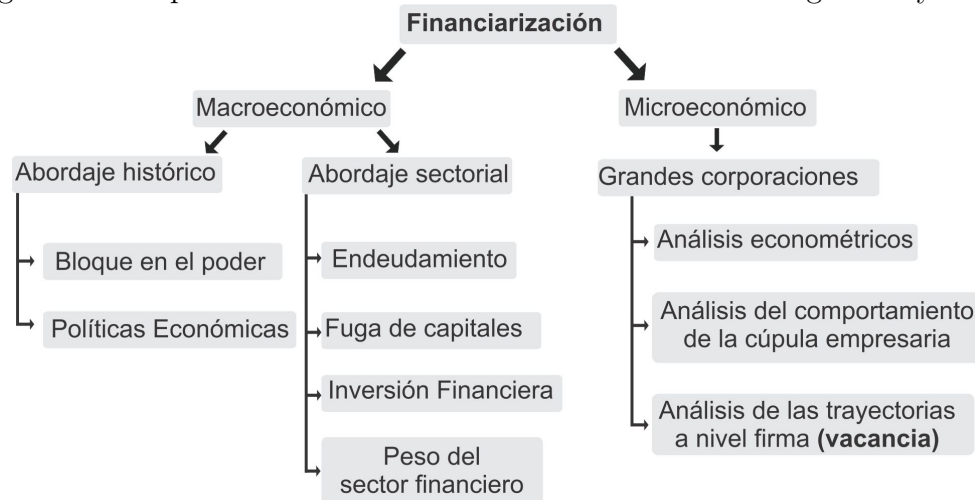 Financiarización
Macroeconómico
Microeconómico
Abordaje histórico
Abordaje sectorial
Grandes corporaciones
Bloque en el poder
Políticas Económicas
Endeudamiento
Fuga de capitales
Inversión Financiera
Peso del
sector financiero
Análisis econométricos
Análisis del comportamiento
de la cúpula empresaria
Análisis de las trayectorias
a nivel firma (vacancia)